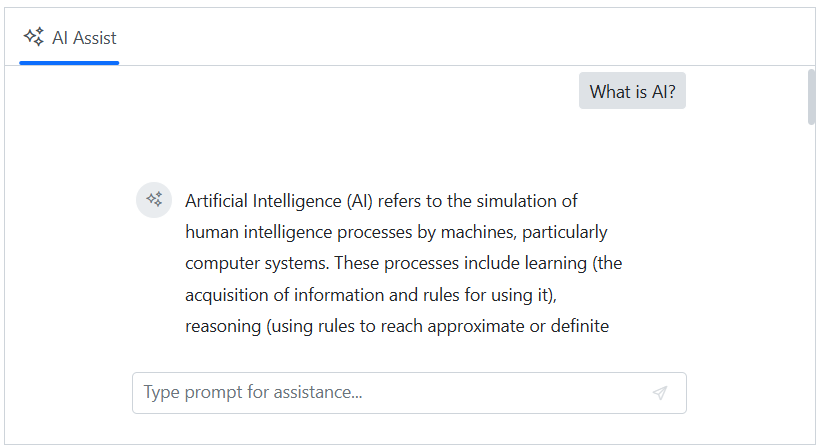 AI Assist
What is AI?
Artificial Intelligence (AI) refers to the simulation of
human intelligence processes by machines, particularly
computer systems. These processes include learning (the
acquisition of information and rules for using it),
reasoning (using rules to reach approximate or definite
Type prompt for assistance...